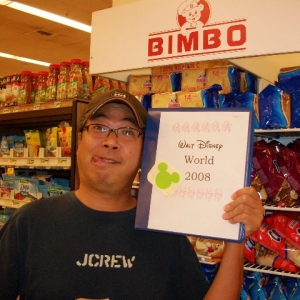 BIMBO
WALT DISNEY
World
2008
JCREW